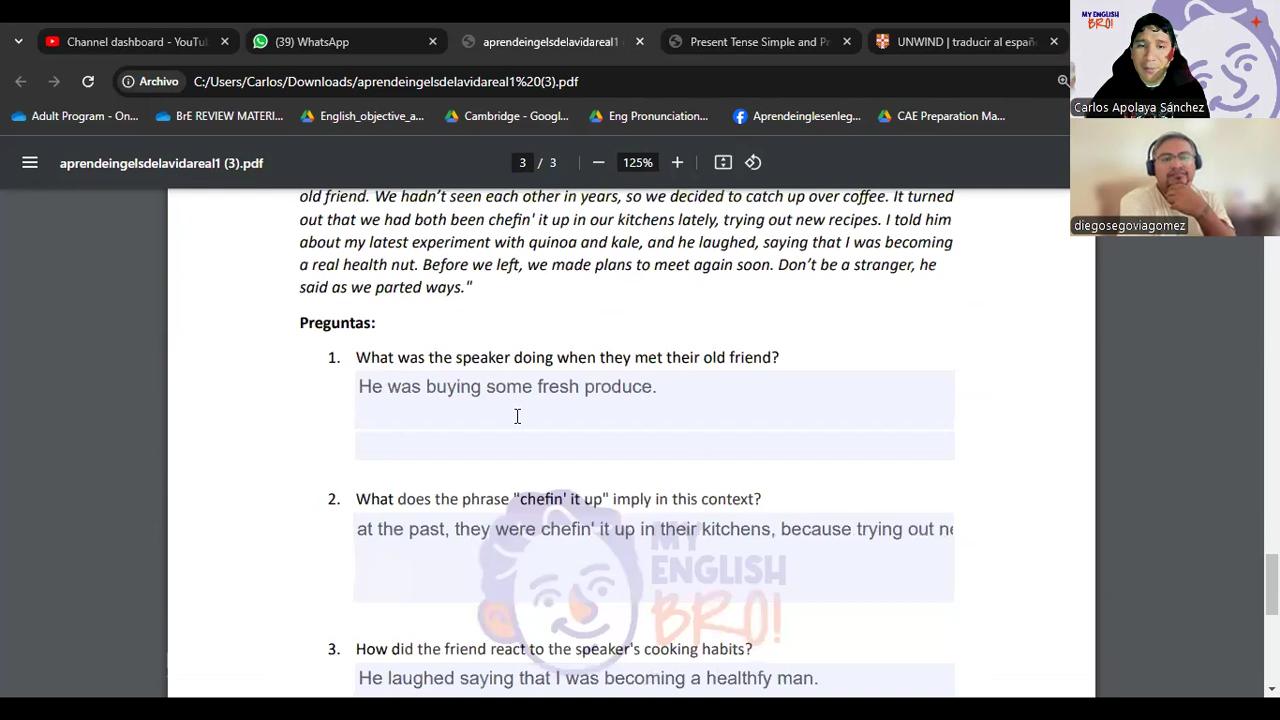 Channel dashboard - YouTu
(39) WhatsApp
aprendeingelsdelavidareal1
Present Tense Simple and Pr
UNWIND | traducir al españ
Archivo
C:/Users/Carlos/Downloads/aprendeingelsdelavidareal1%20(3).pdf
Adult Program - On...
BrE REVIEW MATERI...
English_objective_a...
Cambridge - Googl...
Eng Pronunciation...
Aprendeinglesenleg...
CAE Preparation Ma...
aprendeingelsdelavidareal1 (3).pdf
3 / 3
125%
MY ENGLISH
BRO!
Carlos Apolaya Sánchez
diegosegoviagomez
old friend. We hadn't seen each other in years, so we decided to catch up over coffee. It turned
out that we had both been chefin' it up in our kitchens lately, trying out new recipes. I told him
about my latest experiment with quinoa and kale, and he laughed, saying that I was becoming
a real health nut. Before we left, we made plans to meet again soon. Don't be a stranger, he
said as we parted ways."
Preguntas:
1. What was the speaker doing when they met their old friend?
He was buying some fresh produce.
2. What does the phrase "chefin' it up" imply in this context?
at the past, they were chefin' it up in their kitchens, because trying out ne
MY
ENGLISH
BRO!
3. How did the friend react to the speaker's cooking habits?
He laughed saying that I was becoming a healthfy man.